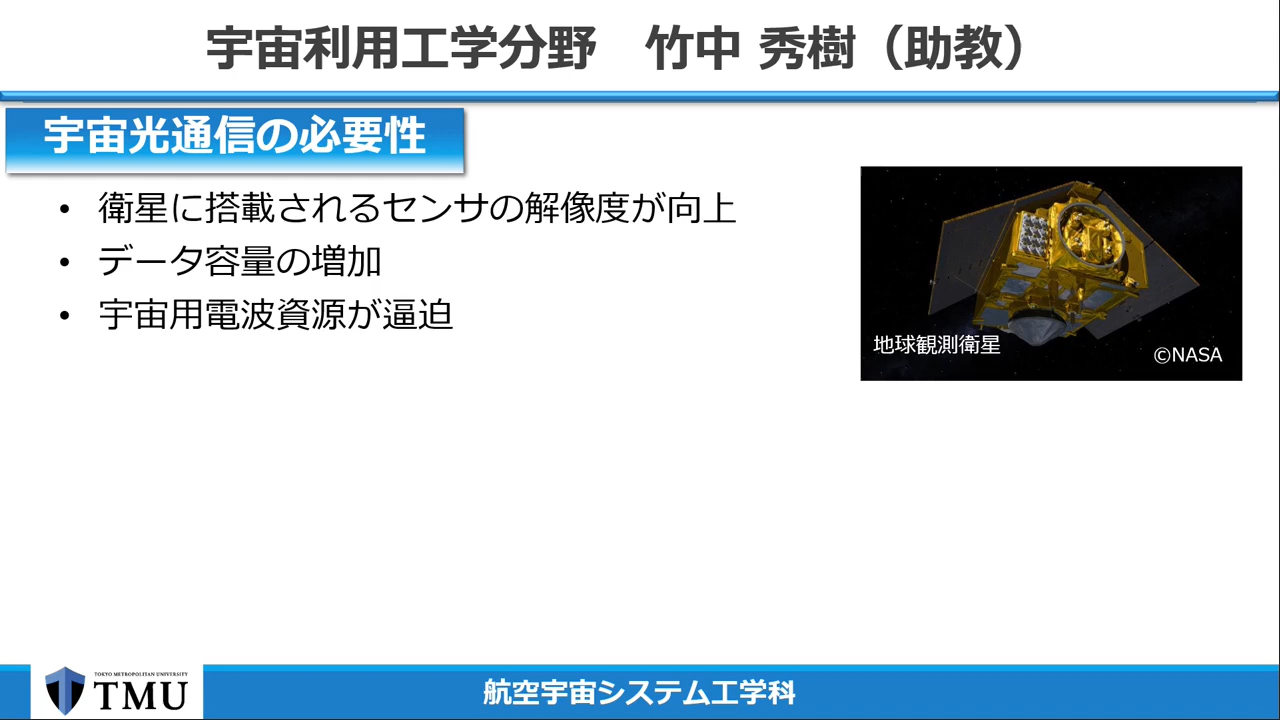 宇宙利用工学分野　竹中 秀樹（助教）
宇宙光通信の必要性
• 衛星に搭載されるセンサの解像度が向上
• データ容量の増加
• 宇宙用電波資源が逼迫
地球観測衛星
©NASA
TOKYO METROPOLITAN UNIVERSITY
TMU
航空宇宙システム工学科